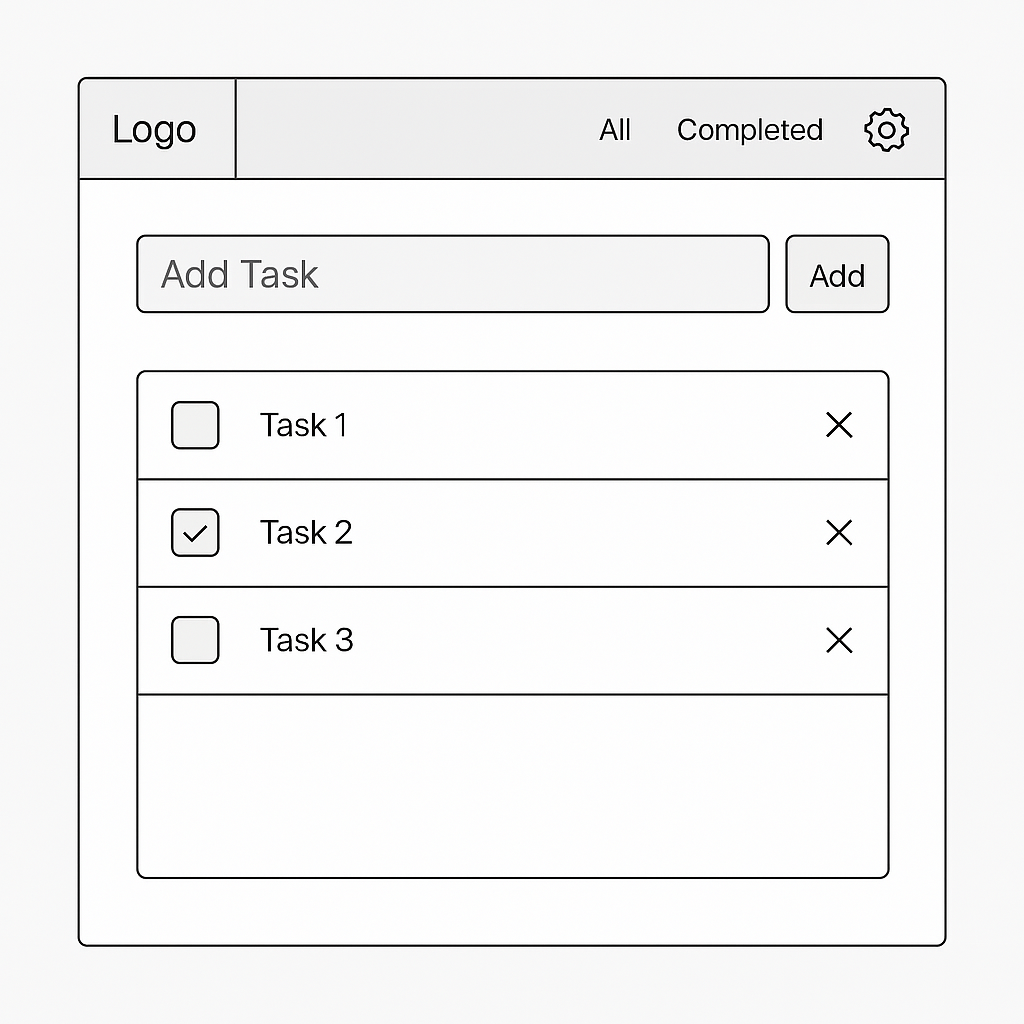 Logo
All Completed
Add Task
Add
Task 1
Task 2
Task 3